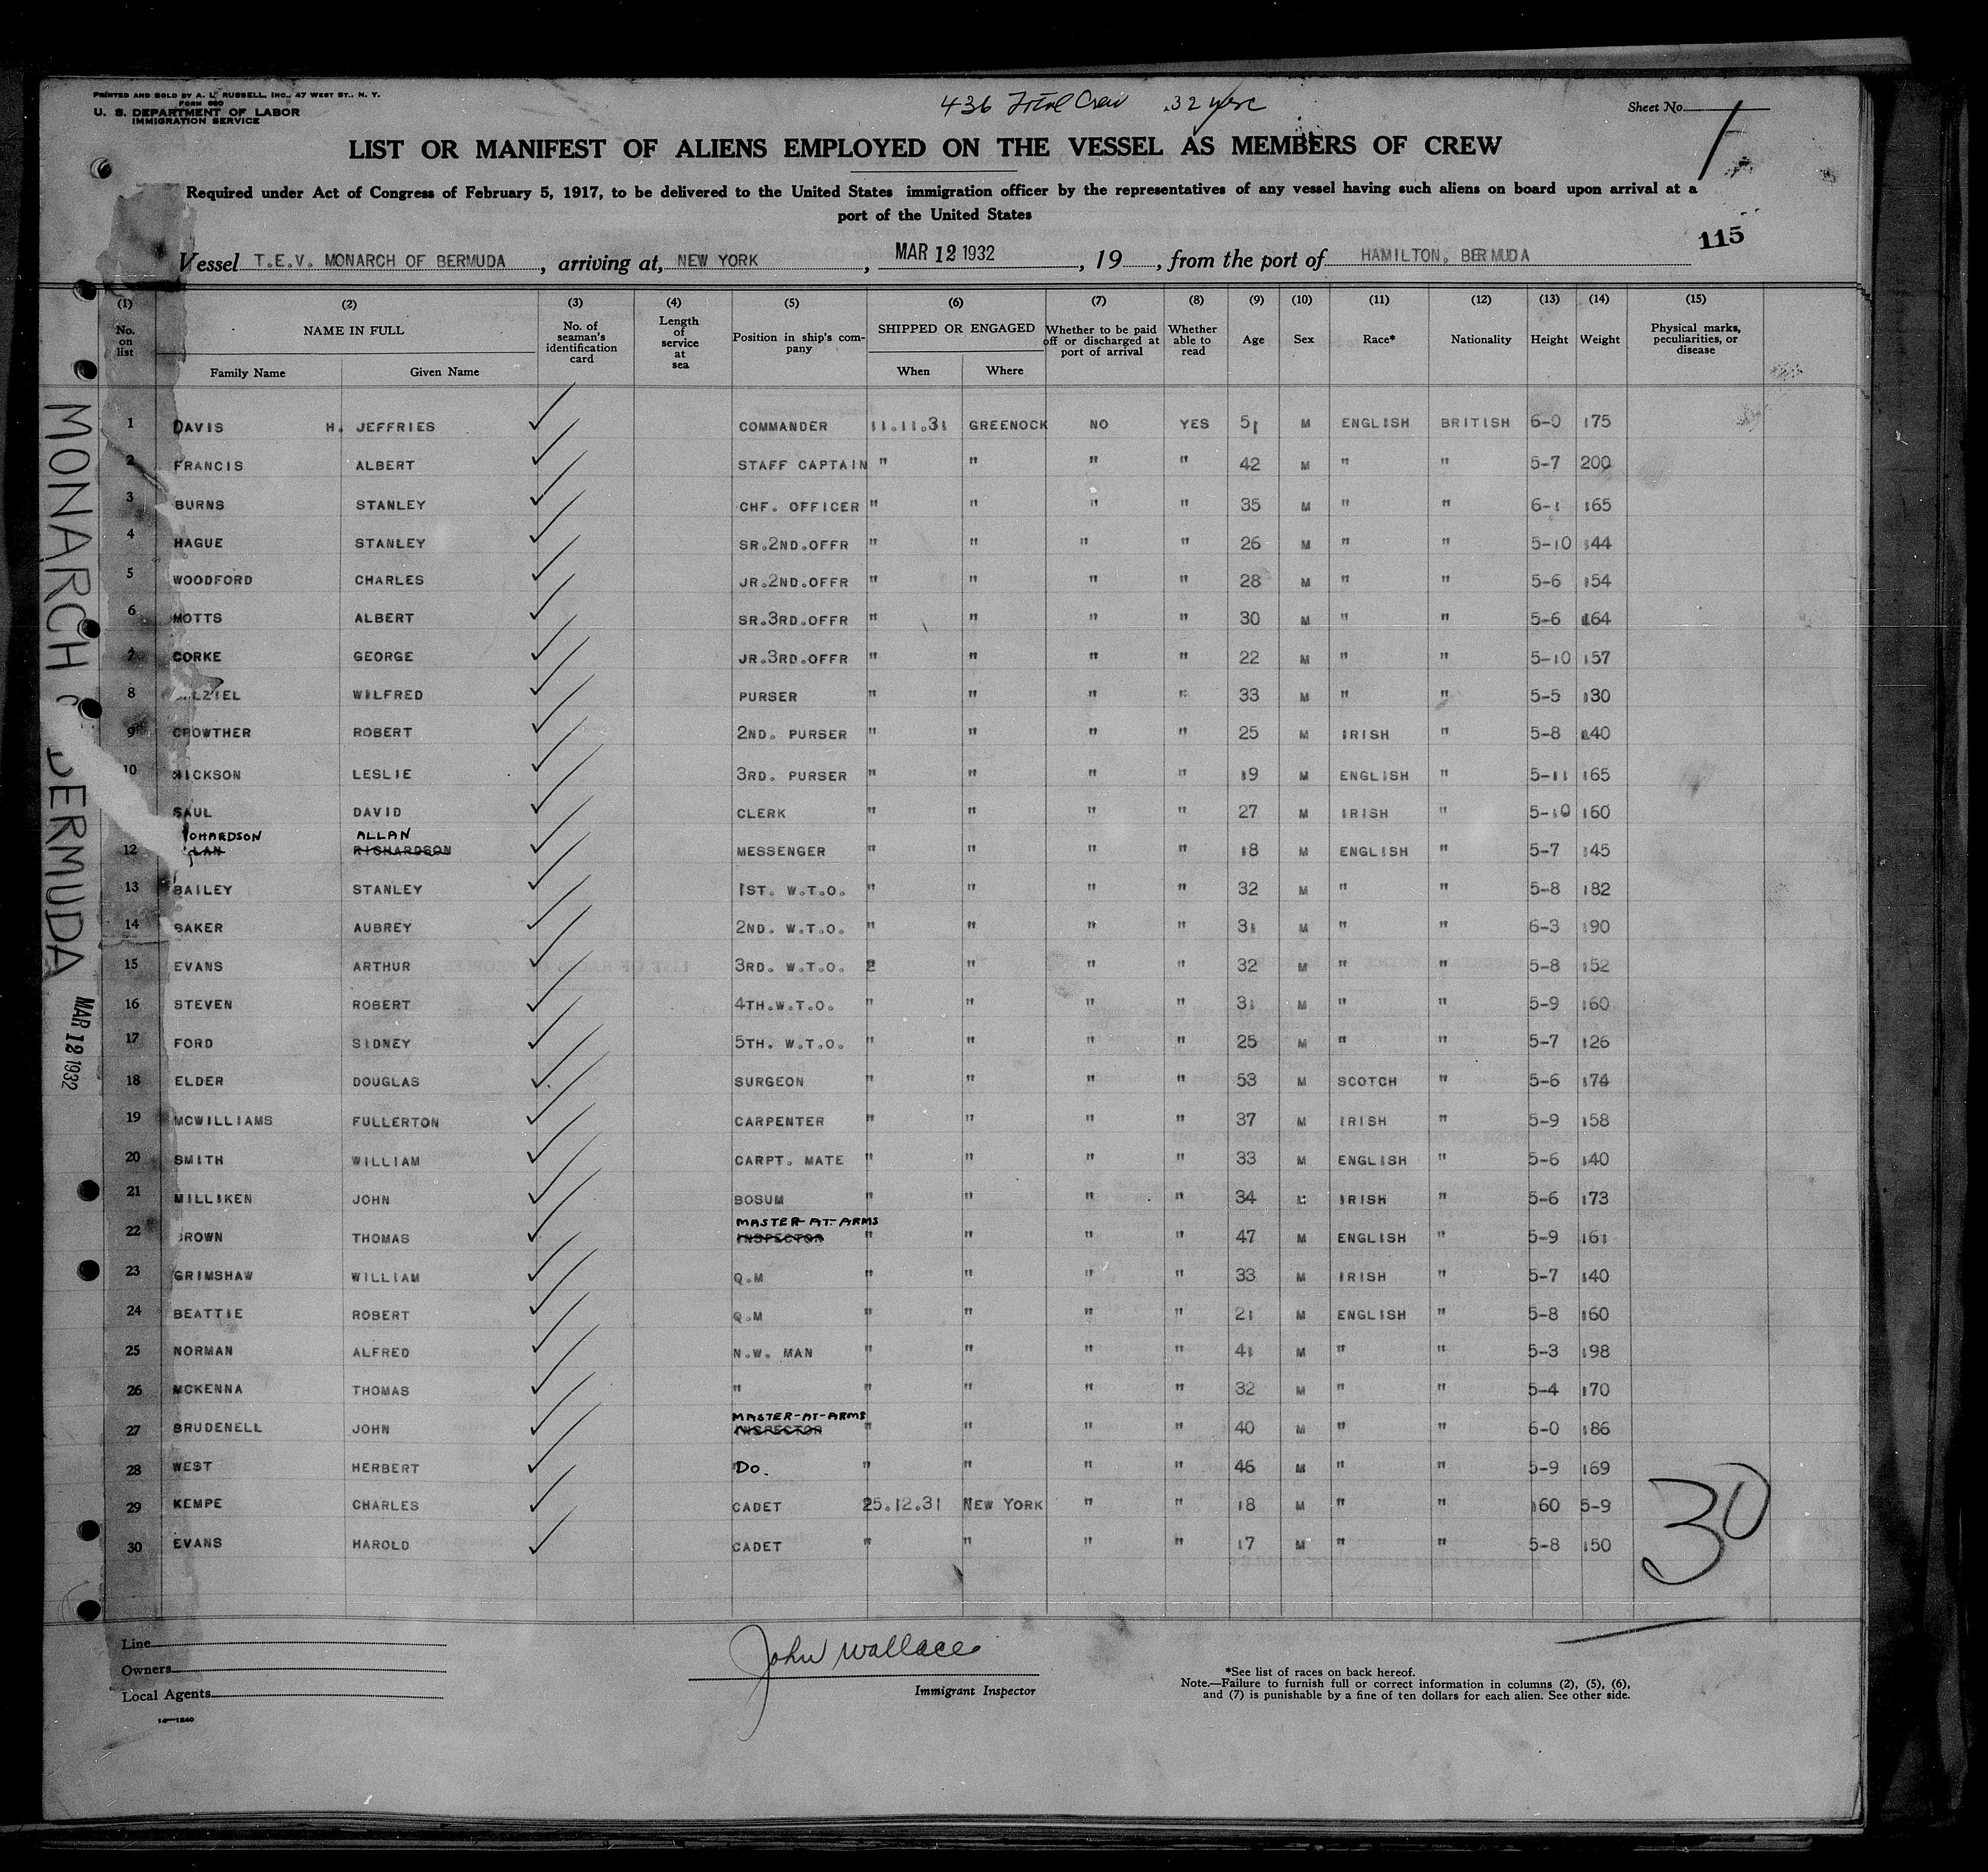 PRINTED AND SOLD BY A. L. RUSSELL, INC., 47 WEST ST., N. Y.
FORM 680
U. S. DEPARTMENT OF LABOR
IMMIGRATION SERVICE
436 Total Crew
Sheet No. 1
LIST OR MANIFEST OF ALIENS EMPLOYED ON THE VESSEL AS MEMBERS OF CREW
Required under Act of Congress of February 5, 1917, to be delivered to the United States immigration officer by the representatives of any vessel having such aliens on board upon arrival at a
port of the United States
115
Vessel T.E.V. MONARCH OF BERMUDA, arriving at, NEW YORK, MAR 12 1932, 19, from the port of HAMILTON, BERMUDA
(1) (2) (3) (4) (5) (6) (7) (8) (9) (10) (11) (12) (13) (14) (15)
No. on list NAME IN FULL Family Name Given Name No. of seaman's identification card Length of service at sea Position in ship's company SHIPPED OR ENGAGED When Where Whether to be paid off or discharged at port of arrival Whether able to read Age Sex Race* Nationality Height Weight Physical marks, peculiarities, or disease
1 DAVIS H. JEFFRIES COMMANDER 11.11.31 GREENOCK NO YES 51 M ENGLISH BRITISH 6-0 175
2 FRANCIS ALBERT STAFF CAPTAIN " " " " 42 M " " 5-7 200
3 BURNS STANLEY CHF. OFFICER " " " " 35 M " " 6-1 165
4 HAGUE STANLEY SR.2ND.OFFR " " " " 26 M " " 5-10 144
5 WOODFORD CHARLES JR.2ND.OFFR " " " " 28 M " " 5-6 154
6 MOTTS ALBERT SR.3RD.OFFR " " " " 30 M " " 5-6 164
7 CORKE GEORGE JR.3RD.OFFR " " " " 22 M " " 5-10 157
8 WILFRED PURSER " " " " 33 M " " 5-5 130
9 CROWTHER ROBERT 2ND. PURSER " " " " 25 M IRISH " 5-8 140
10 LESLIE 3RD. PURSER " " " " 19 M ENGLISH " 5-11 165
SAUL DAVID CLERK " " " " 27 M IRISH " 5-10 160
ALLAN
12 RICHARDSON MESSENGER " " " " 18 M ENGLISH " 5-7 145
13 BAILEY STANLEY 1ST. W.T.O. " " " " 32 M " " 5-8 182
14 BAKER AUBREY 2ND. W.T.O. " " " " 31 M " " 6-3 190
15 EVANS ARTHUR 3RD. W.T.O. " " " 32 M " " 5-8 152
16 STEVEN ROBERT 4TH.W.T.O. " " " " 31 M " " 5-9 160
17 FORD SIDNEY 5TH. W.T.O. " " " " 25 M " " 5-7 126
18 ELDER DOUGLAS SURGEON " " " " 53 M SCOTCH " 5-6 174
19 MCWILLIAMS FULLERTON CARPENTER " " " " 37 M IRISH " 5-9 158
20 SMITH WILLIAM CARPT. MATE " " " " 33 M ENGLISH " 5-6 140
21 MILLIKEN JOHN BOSUM " " " " 34 M IRISH " 5-6 173
MASTER-AT-ARMS
22 BROWN THOMAS INSPECTOR " " " " 47 M ENGLISH " 5-9 161
23 GRIMSHAW WILLIAM Q.M " " " " 33 M IRISH " 5-7 140
24 BEATTIE ROBERT Q.M " " " " 21 M ENGLISH " 5-8 160
25 NORMAN ALFRED N.W. MAN " " " " 41 M " " 5-3 198
26 MCKENNA THOMAS " " " " " 32 M " " 5-4 170
MASTER-AT-ARMS
27 BRUDENELL JOHN INSPECTOR " " " " 40 M " " 6-0 186
28 WEST HERBERT Do. " " " " 46 M " " 5-9 169
29 KEMPE CHARLES CADET 25.12.31 NEW YORK " " 18 M " " 160 5-9
30 EVANS HAROLD CADET " " " " 17 M " " 5-8 150
30
Line
Owners
Local Agents
John Wallace
Immigrant Inspector
*See list of races on back hereof.
Note.—Failure to furnish full or correct information in columns (2), (5), (6),
and (7) is punishable by a fine of ten dollars for each alien. See other side.
14—1240
MONARCH BERMUDA
MAR 12 1932